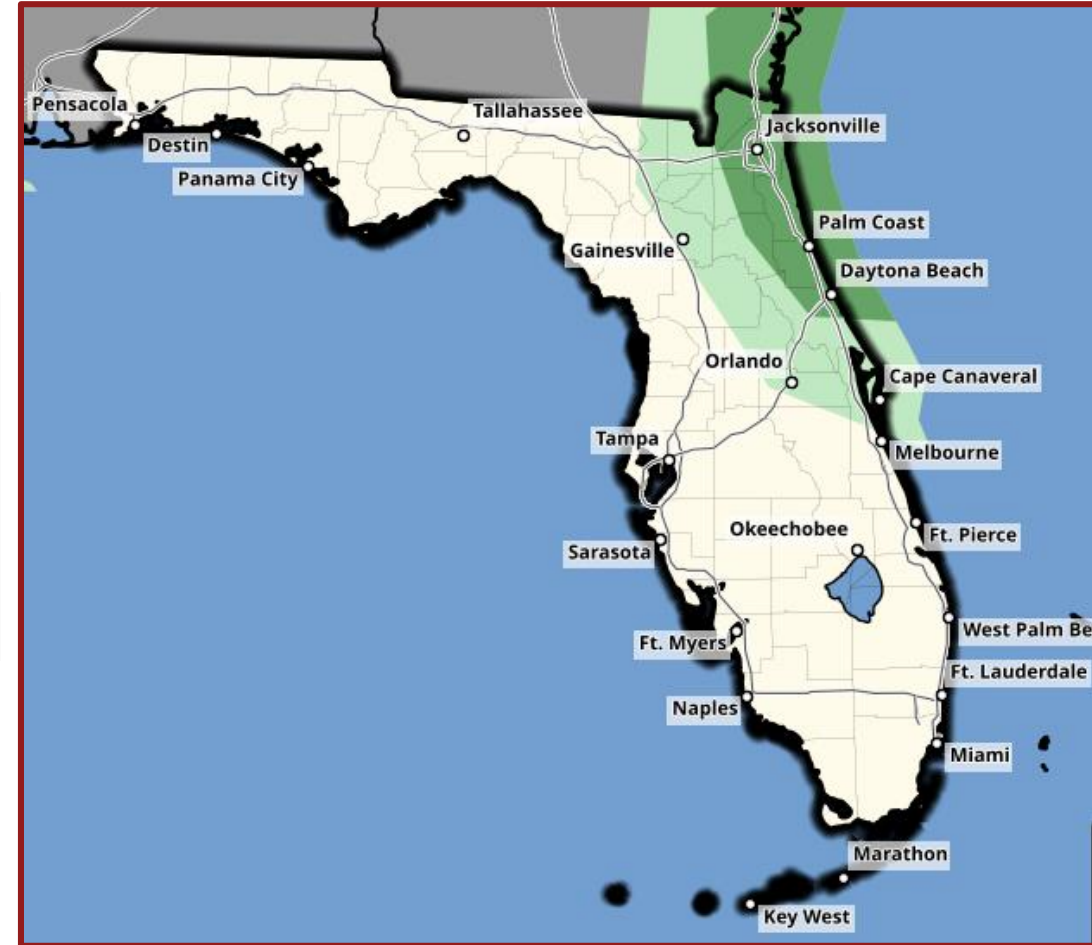 Pensacola
Tallahassee
Jacksonville
Destin
Panama City
Palm Coast
Gainesville
Daytona Beach
Orlando
Cape Canaveral
Tampa
Melbourne
Okeechobee
Ft. Pierce
Sarasota
West Palm Be
Ft. Myers
Ft. Lauderdale
Naples
Miami
Marathon
Key West